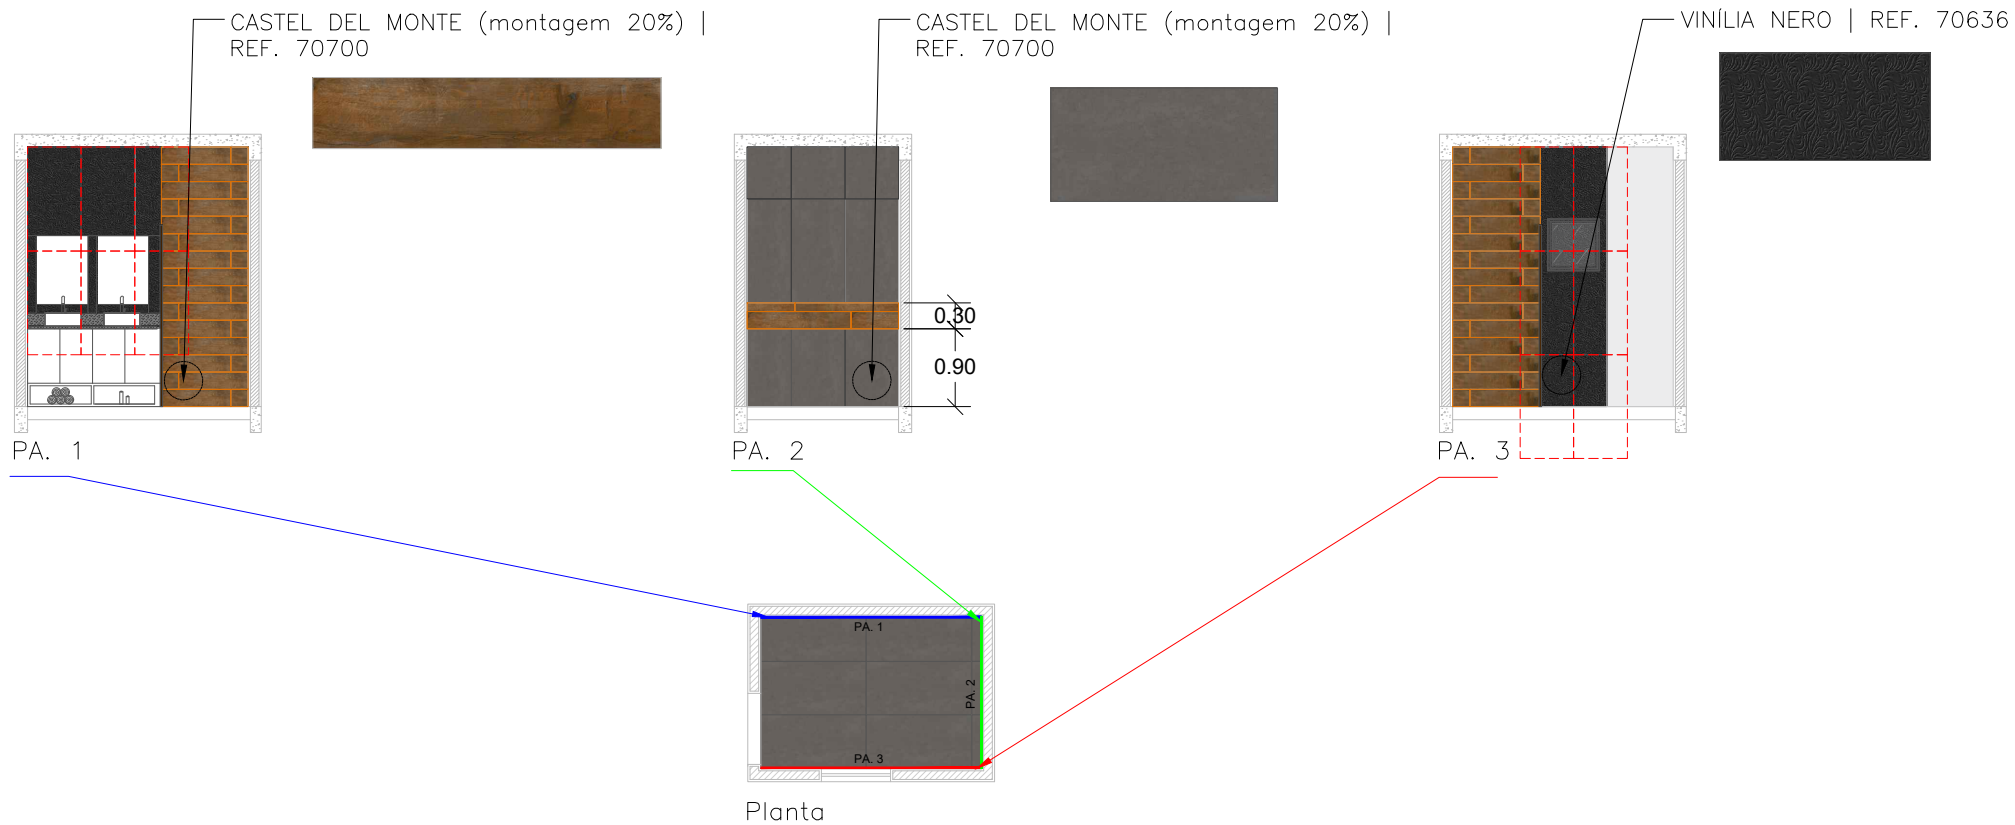 CASTEL DEL MONTE (montagem 20%) |
REF. 70700
CASTEL DEL MONTE (montagem 20%) |
REF. 70700
VINÍLIA NERO | REF. 70636
0.30
0.90
PA. 1
PA. 2
PA. 3
PA. 1
PA. 2
PA. 3
Planta